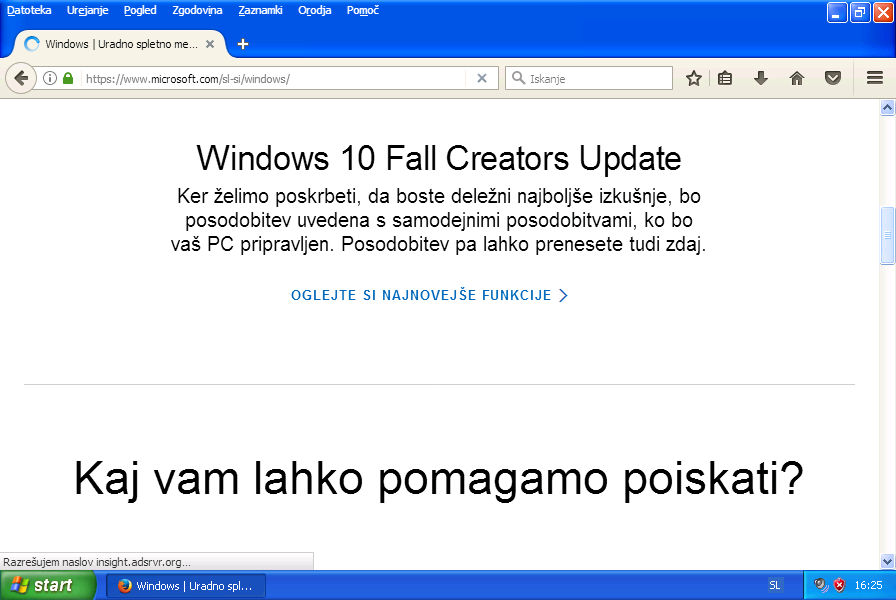 Datoteka Urejanje Pogled Zgodovina Zaznamki Orodja Pomoč
Windows | Uradno spletno me...
https://www.microsoft.com/sl-si/windows/
Iskanje
Windows 10 Fall Creators Update
Ker želimo poskrbeti, da boste deležni najboljše izkušnje, bo
posodobitev uvedena s samodejnimi posodobitvami, ko bo
vaš PC pripravljen. Posodobitev pa lahko prenesete tudi zdaj.
OGLEJTE SI NAJNOVEJŠE FUNKCIJE
Kaj vam lahko pomagamo poiskati?
Razrešujem naslov insight.adsrvr.org...
start
Windows | Uradno spl...
SL
16:25